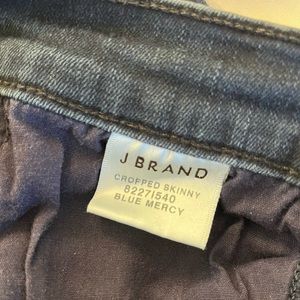 J BRAND
CROPPED SKINNY
8227I540
BLUE MERCY